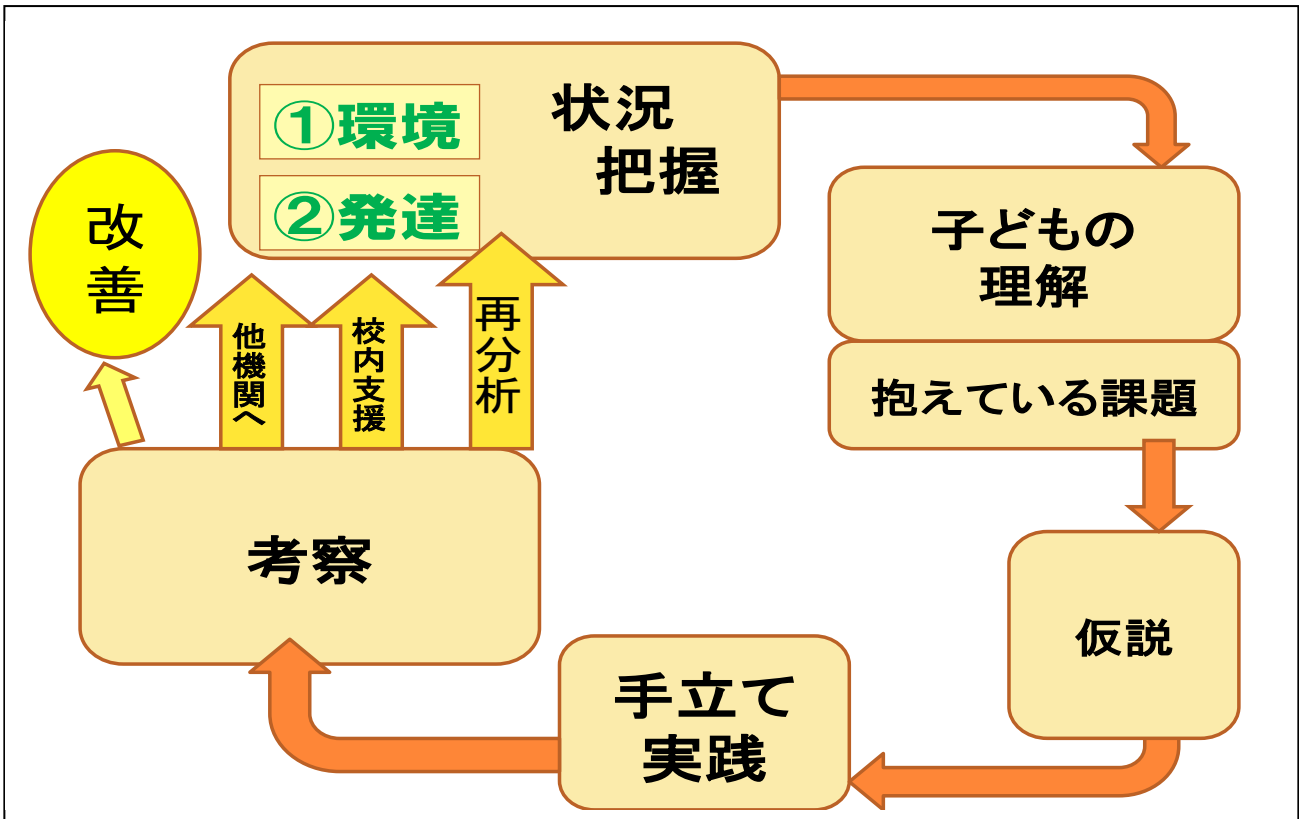 ①環境
②発達
状況
把握
子どもの
理解
抱えている課題
仮説
手立て
実践
考察
改
善
他機関へ
校内支援
再分析